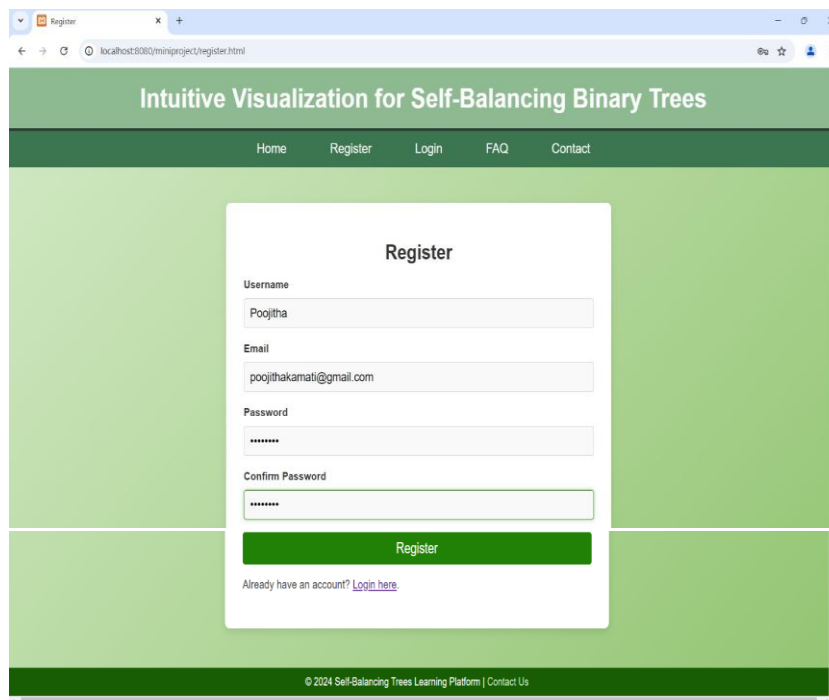 Register
localhost:8080/miniproject/register.html
Intuitive Visualization for Self-Balancing Binary Trees
Home Register Login FAQ Contact
Register
Username
Poojitha
Email
poojithakamati@gmail.com
Password
••••••••
Confirm Password
••••••••
Register
Already have an account? Login here.
© 2024 Self-Balancing Trees Learning Platform | Contact Us